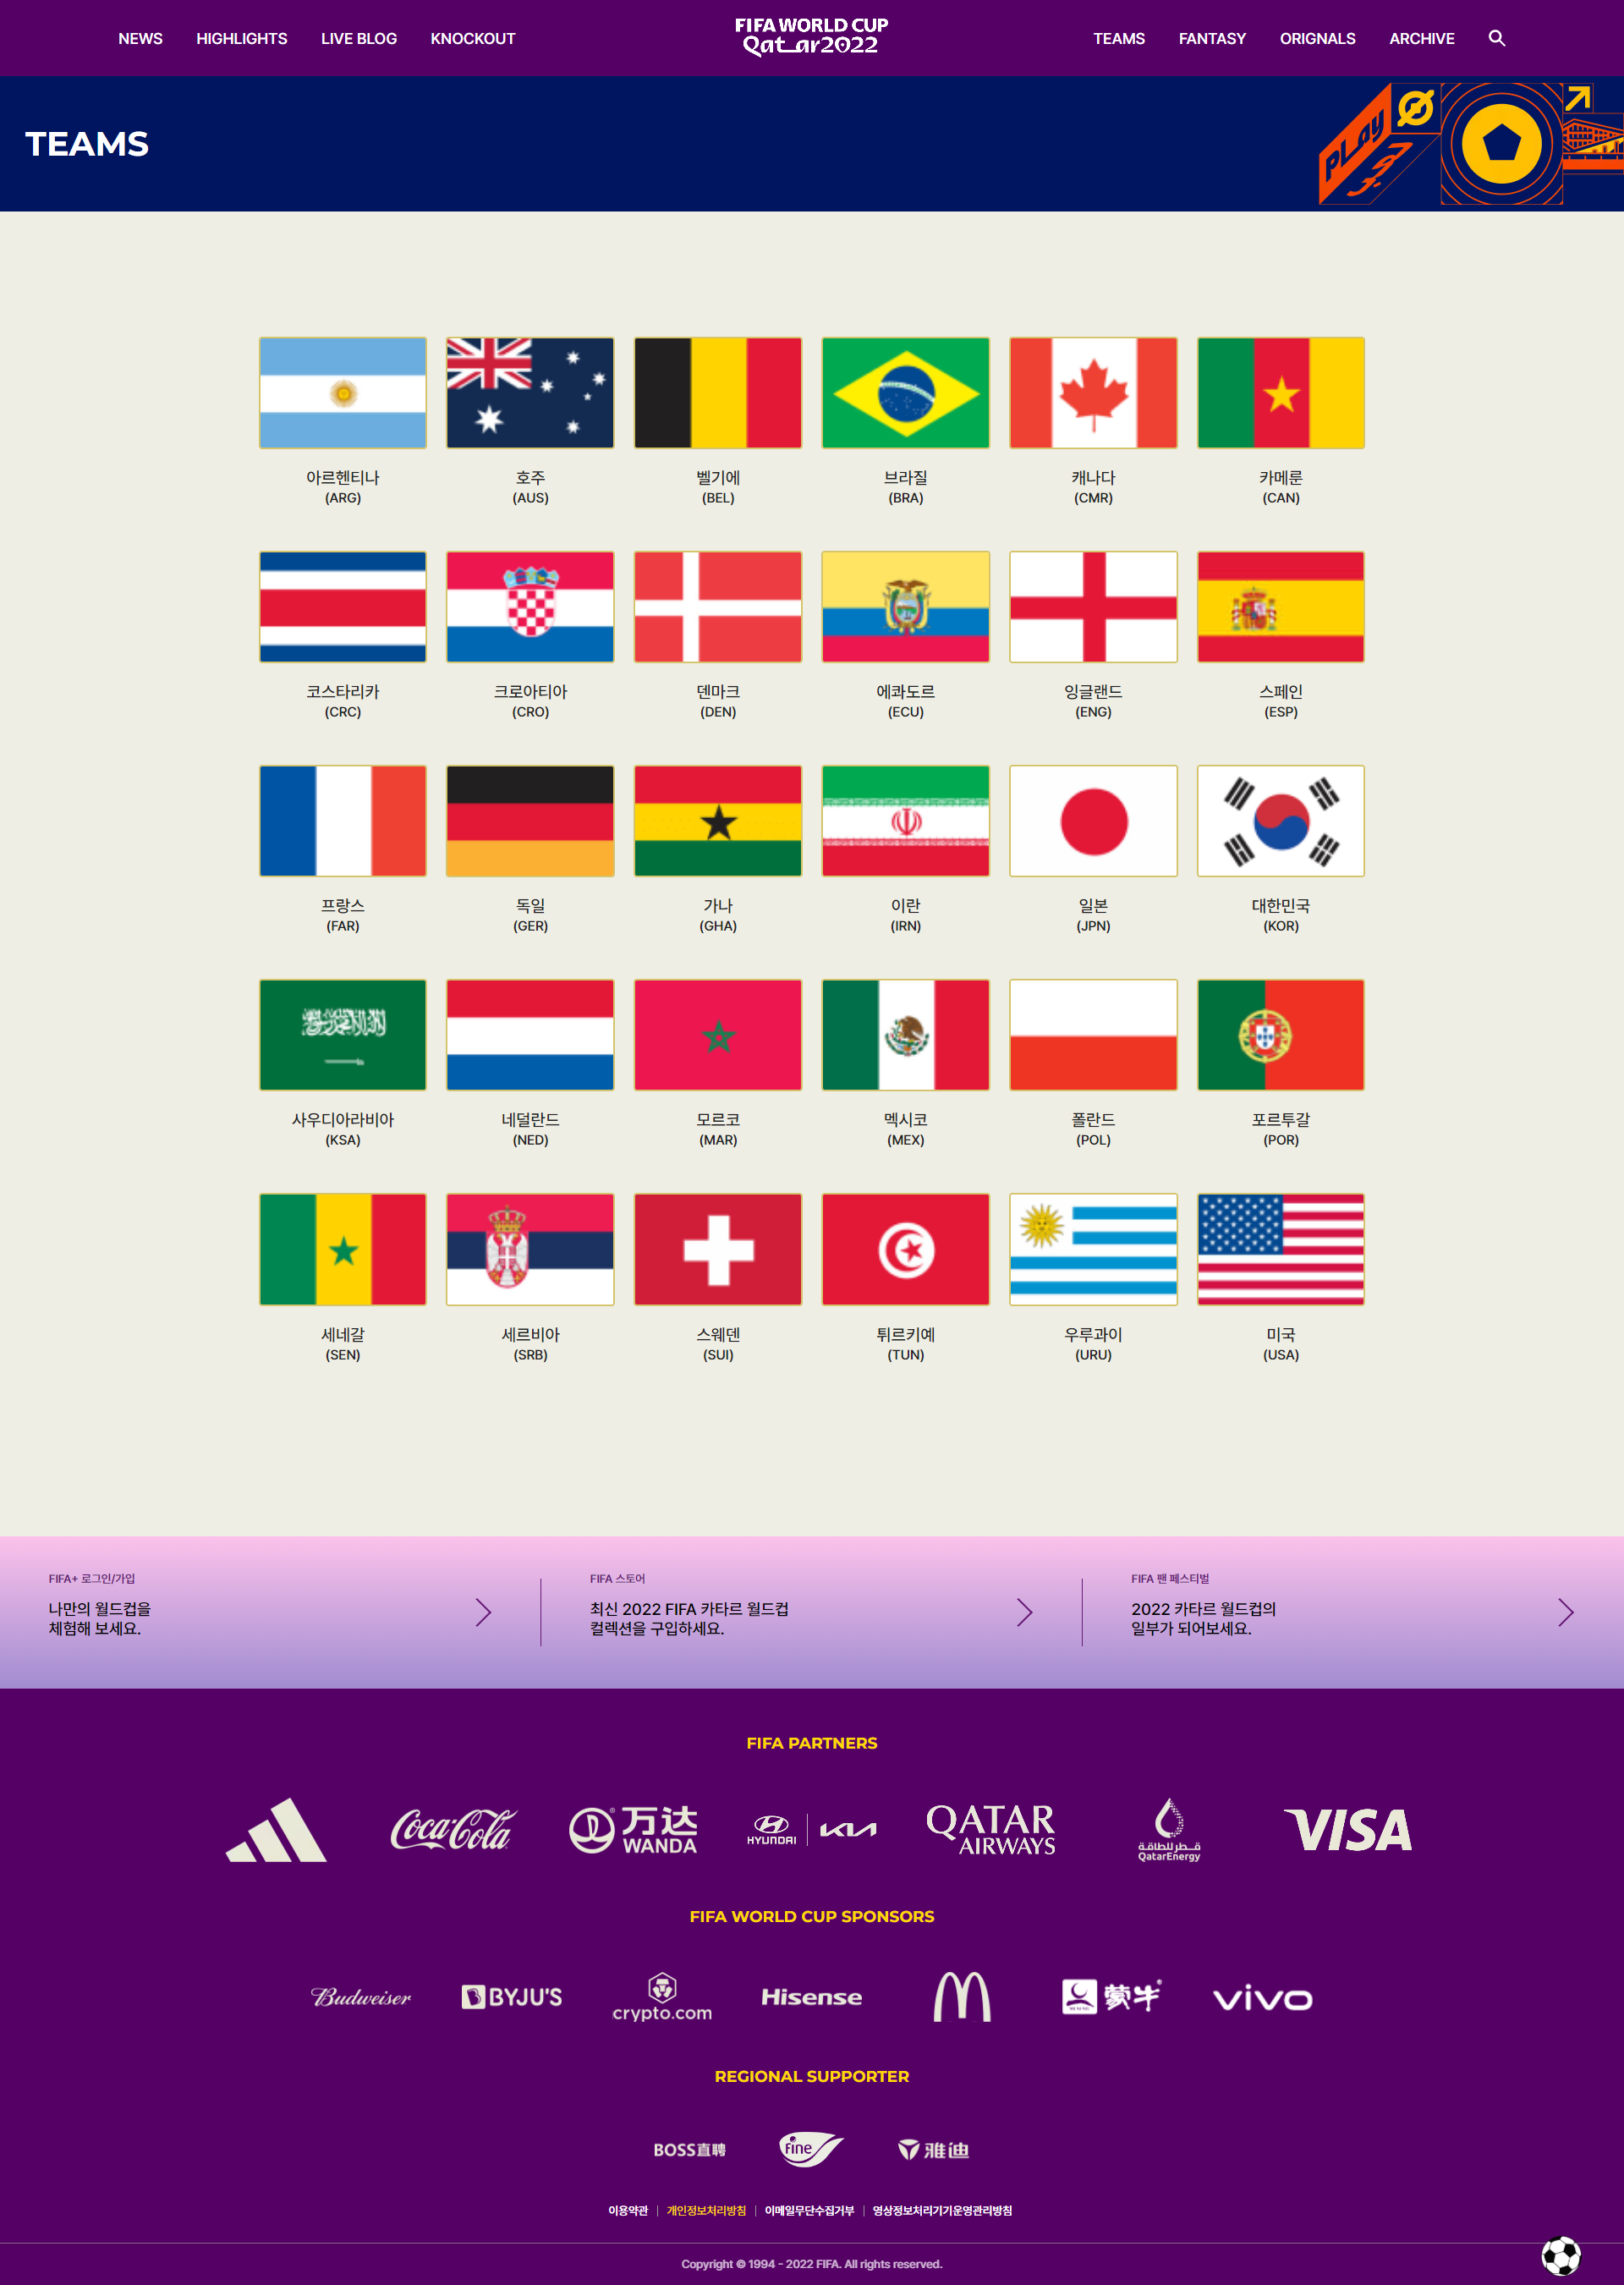 NEWS HIGHLIGHTS LIVE BLOG KNOCKOUT
FIFA WORLD CUP
Qatar2022
TEAMS FANTASY ORIGNALS ARCHIVE
TEAMS
PLAY
아르헨티나 호주 벨기에 브라질 캐나다 카메룬
(ARG) (AUS) (BEL) (BRA) (CMR) (CAN)
코스타리카 크로아티아 덴마크 에콰도르 잉글랜드 스페인
(CRC) (CRO) (DEN) (ECU) (ENG) (ESP)
프랑스 독일 가나 이란 일본 대한민국
(FAR) (GER) (GHA) (IRN) (JPN) (KOR)
사우디아라비아 네덜란드 모르코 멕시코 폴란드 포르투갈
(KSA) (NED) (MAR) (MEX) (POL) (POR)
세네갈 세르비아 스웨덴 튀르키예 우루과이 미국
(SEN) (SRB) (SUI) (TUN) (URU) (USA)
FIFA+ 로그인/가입
나만의 월드컵을
체험해 보세요.
FIFA 스토어
최신 2022 FIFA 카타르 월드컵
컬렉션을 구입하세요.
FIFA 팬 페스티벌
2022 카타르 월드컵의
일부가 되어보세요.
FIFA PARTNERS
Coca-Cola
万达
WANDA
HYUNDAI
KIA
QATAR
AIRWAYS
قـطـر للطاقـة
QatarEnergy
VISA
FIFA WORLD CUP SPONSORS
Budweiser
BYJU'S
crypto.com
Hisense
蒙牛
vivo
REGIONAL SUPPORTER
BOSS直聘
Fine
雅迪
이용약관 | 개인정보처리방침 | 이메일무단수집거부 | 영상정보처리기기운영관리방침
Copyright © 1994 - 2022 FIFA. All rights reserved.